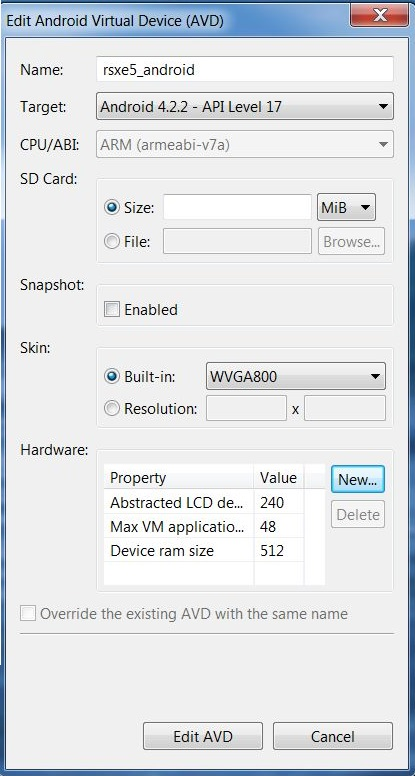 Edit Android Virtual Device (AVD)
X
Name: rsxe5_android
Target: Android 4.2.2 - API Level 17
CPU/ABI: ARM (armeabi-v7a)
SD Card:
Size: MiB
File: Browse...
Snapshot:
Enabled
Skin:
Built-in: WVGA800
Resolution: x
Hardware:
Property Value New...
Abstracted LCD de... 240
Max VM applicatio... 48
Device ram size 512
Delete
Override the existing AVD with the same name
Edit AVD Cancel